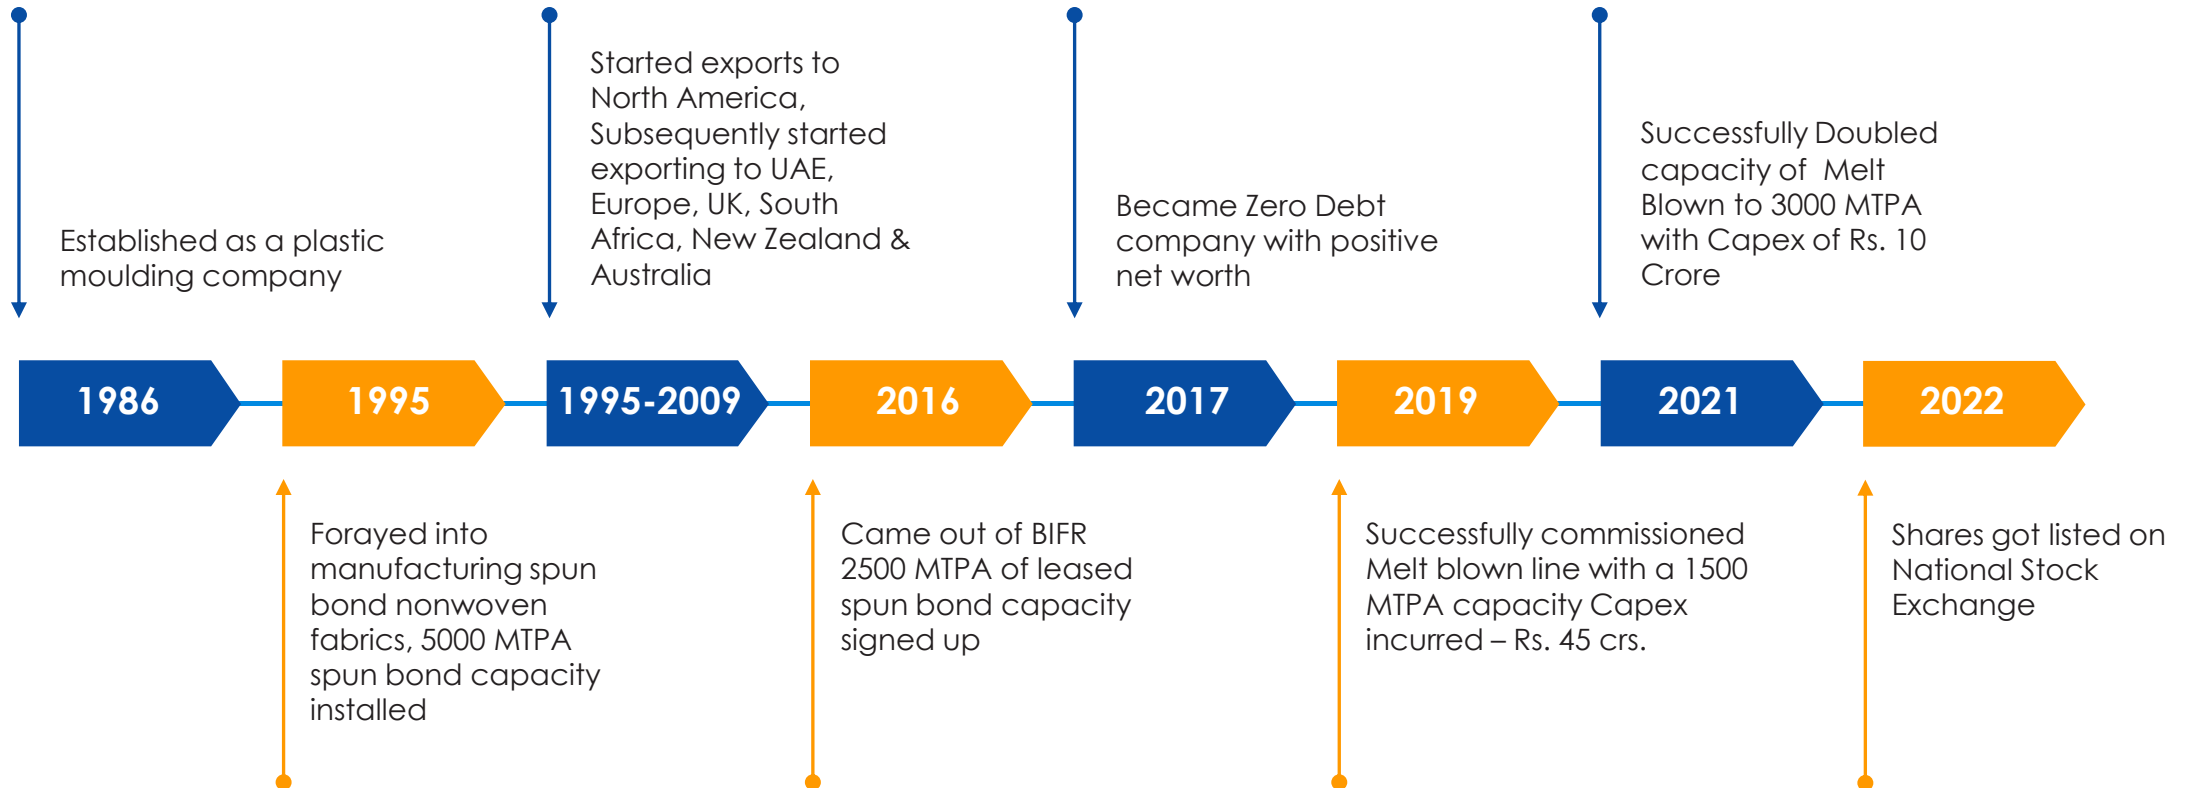 Established as a plastic
moulding company
Started exports to
North America,
Subsequently started
exporting to UAE,
Europe, UK, South
Africa, New Zealand &
Australia
Became Zero Debt
company with positive
net worth
Successfully Doubled
capacity of Melt
Blown to 3000 MTPA
with Capex of Rs. 10
Crore
1986
1995
1995-2009
2016
2017
2019
2021
2022
Forayed into
manufacturing spun
bond nonwoven
fabrics, 5000 MTPA
spun bond capacity
installed
Came out of BIFR
2500 MTPA of leased
spun bond capacity
signed up
Successfully commissioned
Melt blown line with a 1500
MTPA capacity Capex
incurred – Rs. 45 crs.
Shares got listed on
National Stock
Exchange